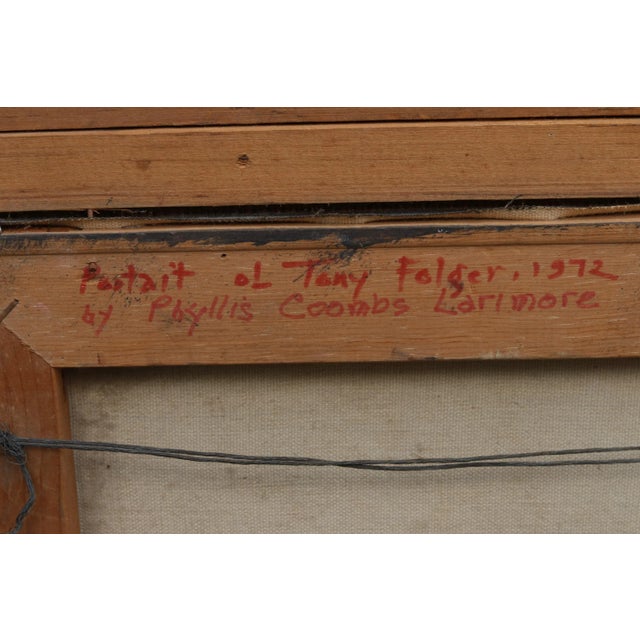 Portrait of Tony Folger, 1972
by Phyllis Coombs Larimore